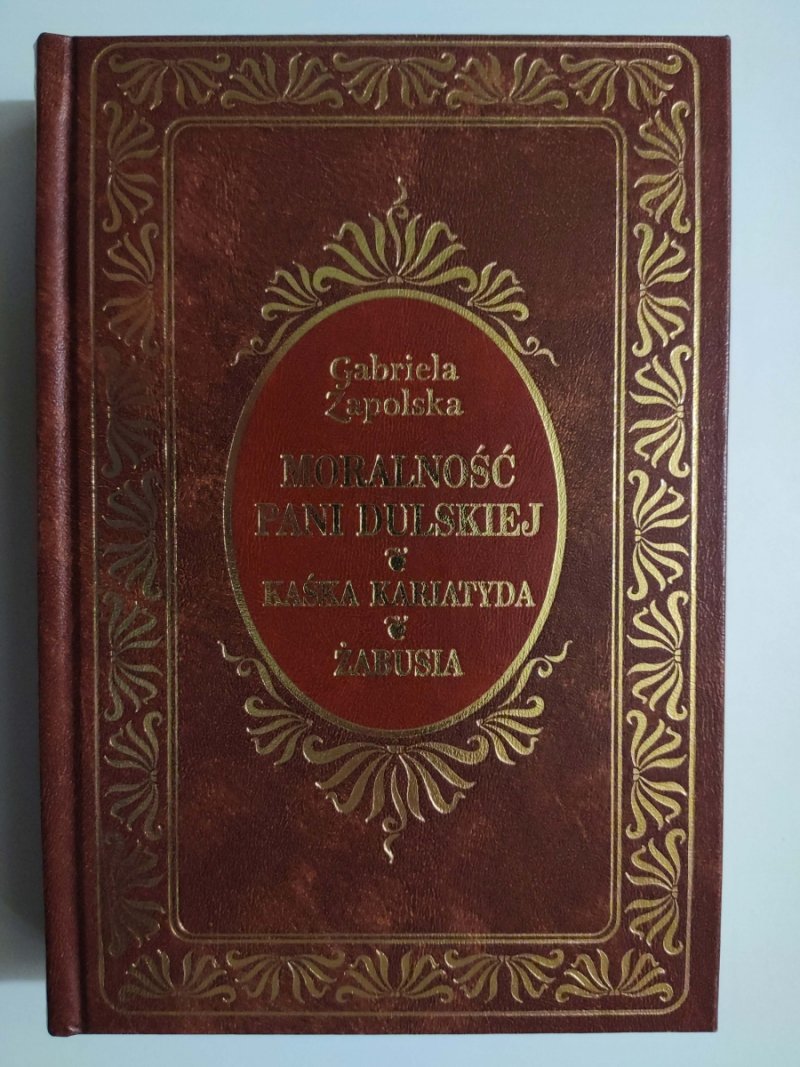 Gabriela
Zapolska
MORALNOŚĆ
PANI DULSKIEJ
KAŚKA KARIATYDA
ŻABUSIA